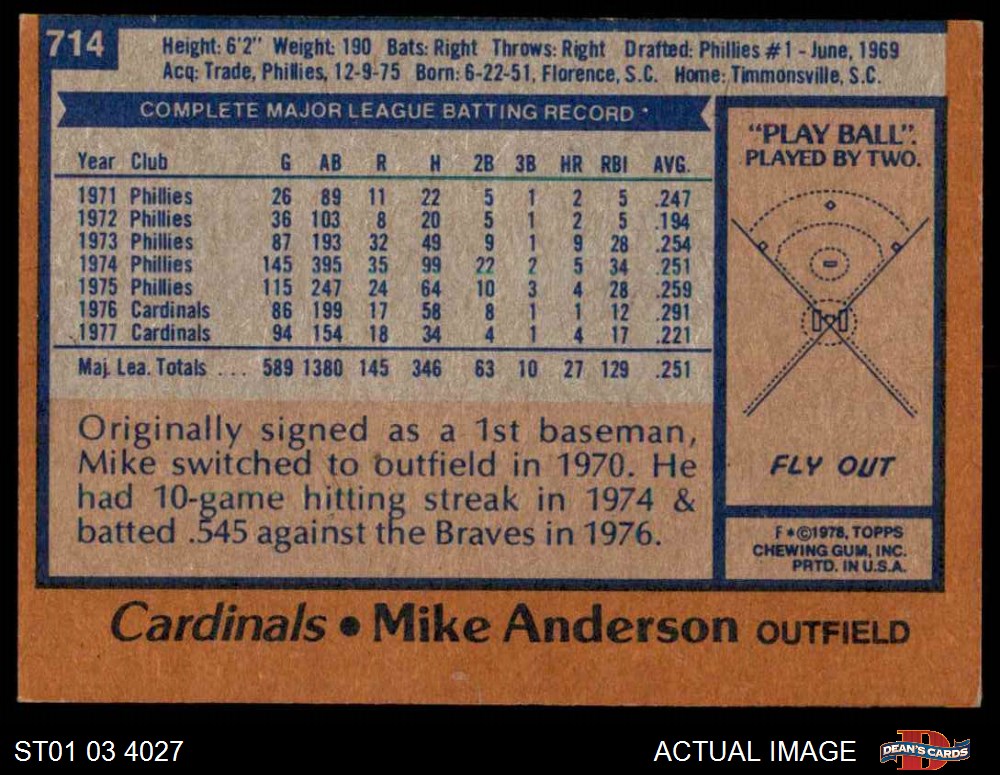 714
Height: 6'2" Weight: 190 Bats: Right Throws: Right Drafted: Phillies #1 - June, 1969
Acq: Trade, Phillies, 12-9-75 Born: 6-22-51, Florence, S.C. Home: Timmonsville, S.C.
COMPLETE MAJOR LEAGUE BATTING RECORD
Year Club G AB R H 2B 3B HR RBI AVG.
1971 Phillies 26 89 11 22 5 1 2 5 .247
1972 Phillies 36 103 8 20 5 1 2 5 .194
1973 Phillies 87 193 32 49 9 1 9 28 .254
1974 Phillies 145 395 35 99 22 2 5 34 .251
1975 Phillies 115 247 24 64 10 3 4 28 .259
1976 Cardinals 86 199 17 58 8 1 1 12 .291
1977 Cardinals 94 154 18 34 4 1 4 17 .221
Maj. Lea. Totals ... 589 1380 145 346 63 10 27 129 .251
Originally signed as a 1st baseman,
Mike switched to outfield in 1970. He
had 10-game hitting streak in 1974 &
batted .545 against the Braves in 1976.
"PLAY BALL".
PLAYED BY TWO.
FLY OUT
F*©1978, TOPPS
CHEWING GUM, INC.
PRTD. IN U.S.A.
Cardinals • Mike Anderson OUTFIELD
ST01 03 4027
ACTUAL IMAGE
D
DEAN'S CARDS